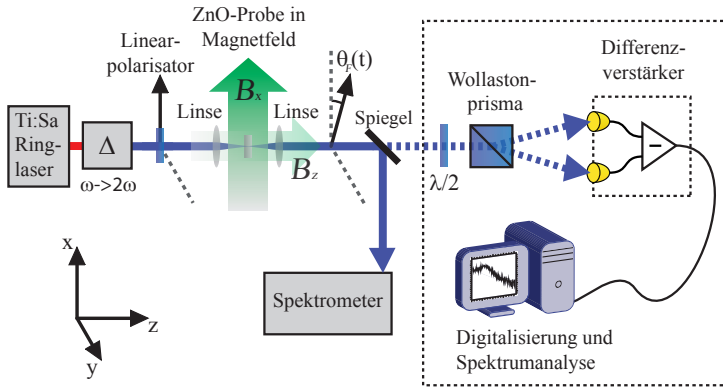 ZnO-Probe in
Magnetfeld
Linear-
polarisator
θF(t)
Differenz-
verstärker
Wollaston-
prisma
Linse
Bx
Linse
Spiegel
Ti:Sa
Ring-
laser
Δ
ω->2ω
Bz
λ/2
−
x
z
y
Spektrometer
Digitalisierung und
Spektrumanalyse